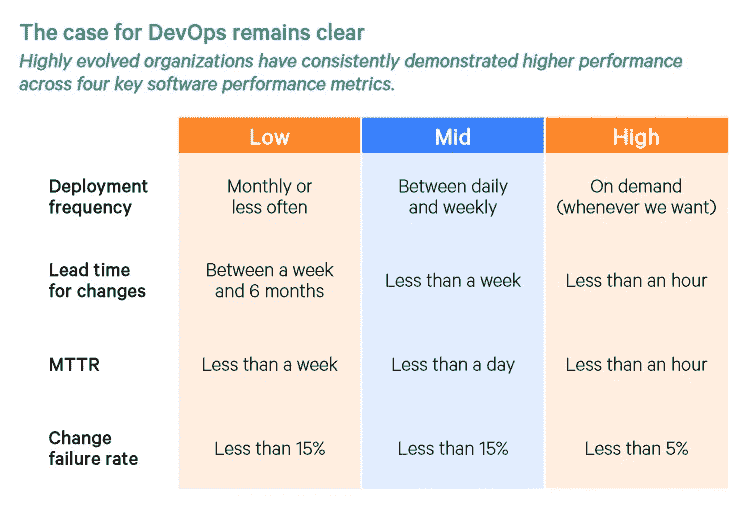 The case for DevOps remains clear
Highly evolved organizations have consistently demonstrated higher performance
across four key software performance metrics.
Low
Mid
High
Deployment
frequency
Monthly or
less often
Between daily
and weekly
On demand
(whenever we want)
Lead time
for changes
Between a week
and 6 months
Less than a week
Less than an hour
MTTR
Less than a week
Less than a day
Less than an hour
Change
failure rate
Less than 15%
Less than 15%
Less than 5%